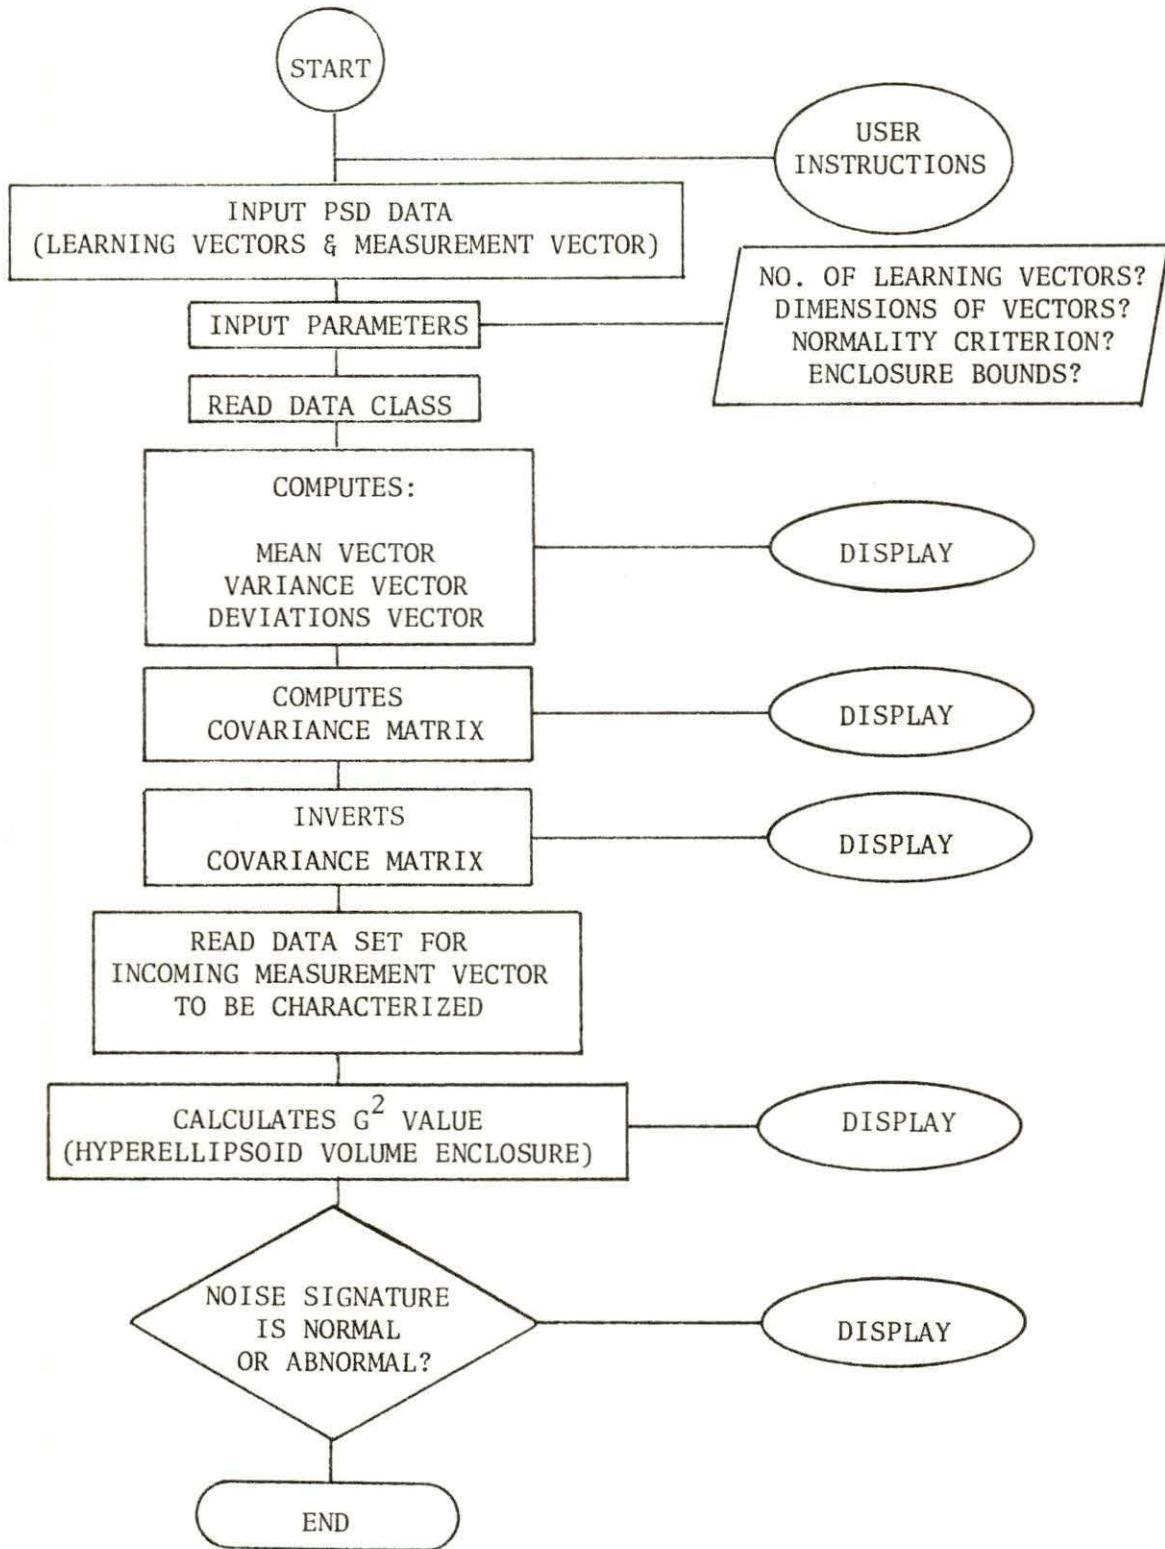 START
USER
INSTRUCTIONS
INPUT PSD DATA
(LEARNING VECTORS & MEASUREMENT VECTOR)
NO. OF LEARNING VECTORS?
DIMENSIONS OF VECTORS?
NORMALITY CRITERION?
ENCLOSURE BOUNDS?
INPUT PARAMETERS
READ DATA CLASS
COMPUTES:
MEAN VECTOR
VARIANCE VECTOR
DEVIATIONS VECTOR
DISPLAY
COMPUTES
COVARIANCE MATRIX
DISPLAY
INVERTS
COVARIANCE MATRIX
DISPLAY
READ DATA SET FOR
INCOMING MEASUREMENT VECTOR
TO BE CHARACTERIZED
CALCULATES G² VALUE
(HYPERELLIPSOID VOLUME ENCLOSURE)
DISPLAY
NOISE SIGNATURE
IS NORMAL
OR ABNORMAL?
DISPLAY
END